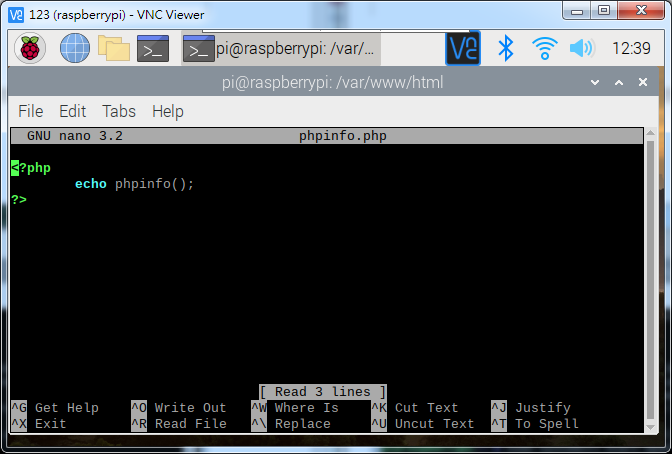 123 (raspberrypi) - VNC Viewer
pi@raspberrypi: /var/... 12:39
pi@raspberrypi: /var/www/html
File Edit Tabs Help
GNU nano 3.2 phpinfo.php
<?php
echo phpinfo();
?>
[ Read 3 lines ]
^G Get Help ^O Write Out ^W Where Is ^K Cut Text ^J Justify
^X Exit ^R Read File ^\ Replace ^U Uncut Text ^T To Spell